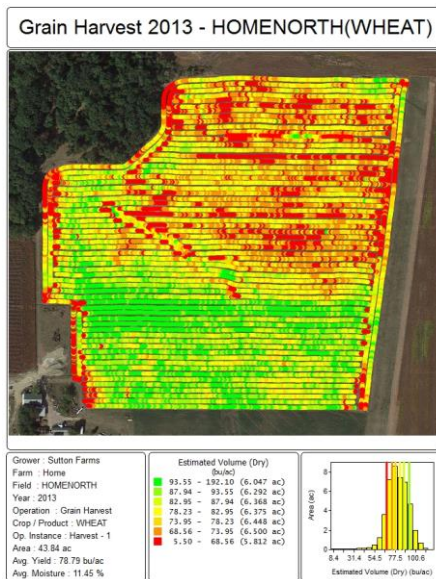 Grain Harvest 2013 - HOMENORTH(WHEAT)
Grower : Sutton Farms
Farm : Home
Field : HOMENORTH
Year : 2013
Operation : Grain Harvest
Crop / Product : WHEAT
Op. Instance : Harvest - 1
Area : 43.84 ac
Avg. Yield : 78.79 bu/ac
Avg. Moisture : 11.45 %
Estimated Volume (Dry)
(bu/ac)
93.55 - 192.10 (6.047 ac)
87.94 - 93.55 (6.292 ac)
82.95 - 87.94 (6.368 ac)
78.23 - 82.95 (6.375 ac)
73.95 - 78.23 (6.448 ac)
68.56 - 73.95 (6.500 ac)
5.50 - 68.56 (5.812 ac)
Area (ac)
8
6
4
2
0
8.4 31.4 54.5 77.5 100.6
Estimated Volume (Dry) (bu/ac)